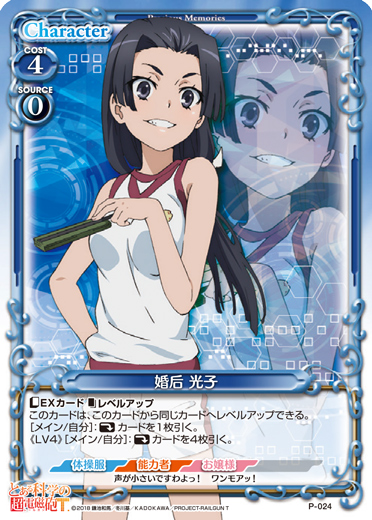 Precious Memories
Character
COST
4
SOURCE
0
婚后 光子
EXカード レベルアップ
このカードは、このカードから同じカードへレベルアップできる。
［メイン/自分］： カードを1枚引く。
《LV4》［メイン/自分］： カードを4枚引く。
体操服 能力者 お嬢様
声が小さいですわよっ！ ワンモアッ！
とある科学の
超電磁砲T
©2018 鎌池和馬／冬川基／KADOKAWA／PROJECT-RAILGUN T
P-024